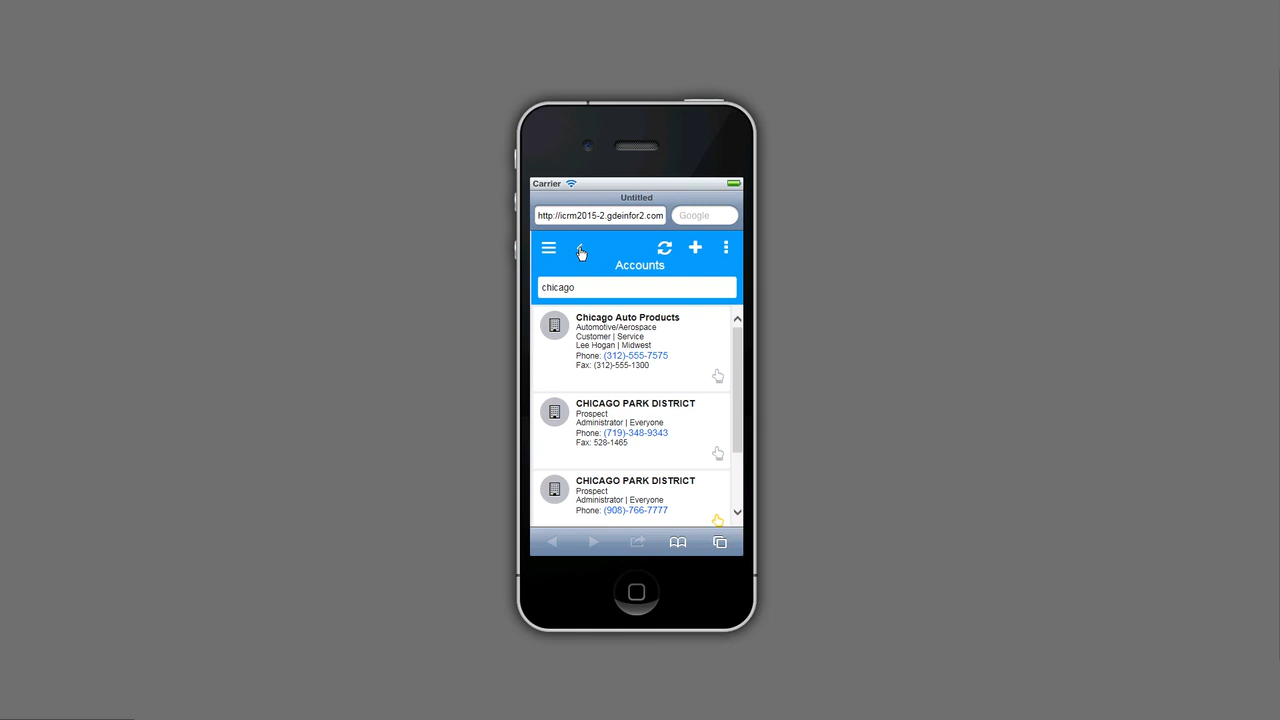 Carrier
Untitled
http://icrm2015-2.gdeinfor2.com
Google
Accounts
chicago
Chicago Auto Products
Automotive/Aerospace
Customer | Service
Lee Hogan | Midwest
Phone: (312)-555-7575
Fax: (312)-555-1300
CHICAGO PARK DISTRICT
Prospect
Administrator | Everyone
Phone: (719)-348-9343
Fax: 528-1465
CHICAGO PARK DISTRICT
Prospect
Administrator | Everyone
Phone: (908)-766-7777